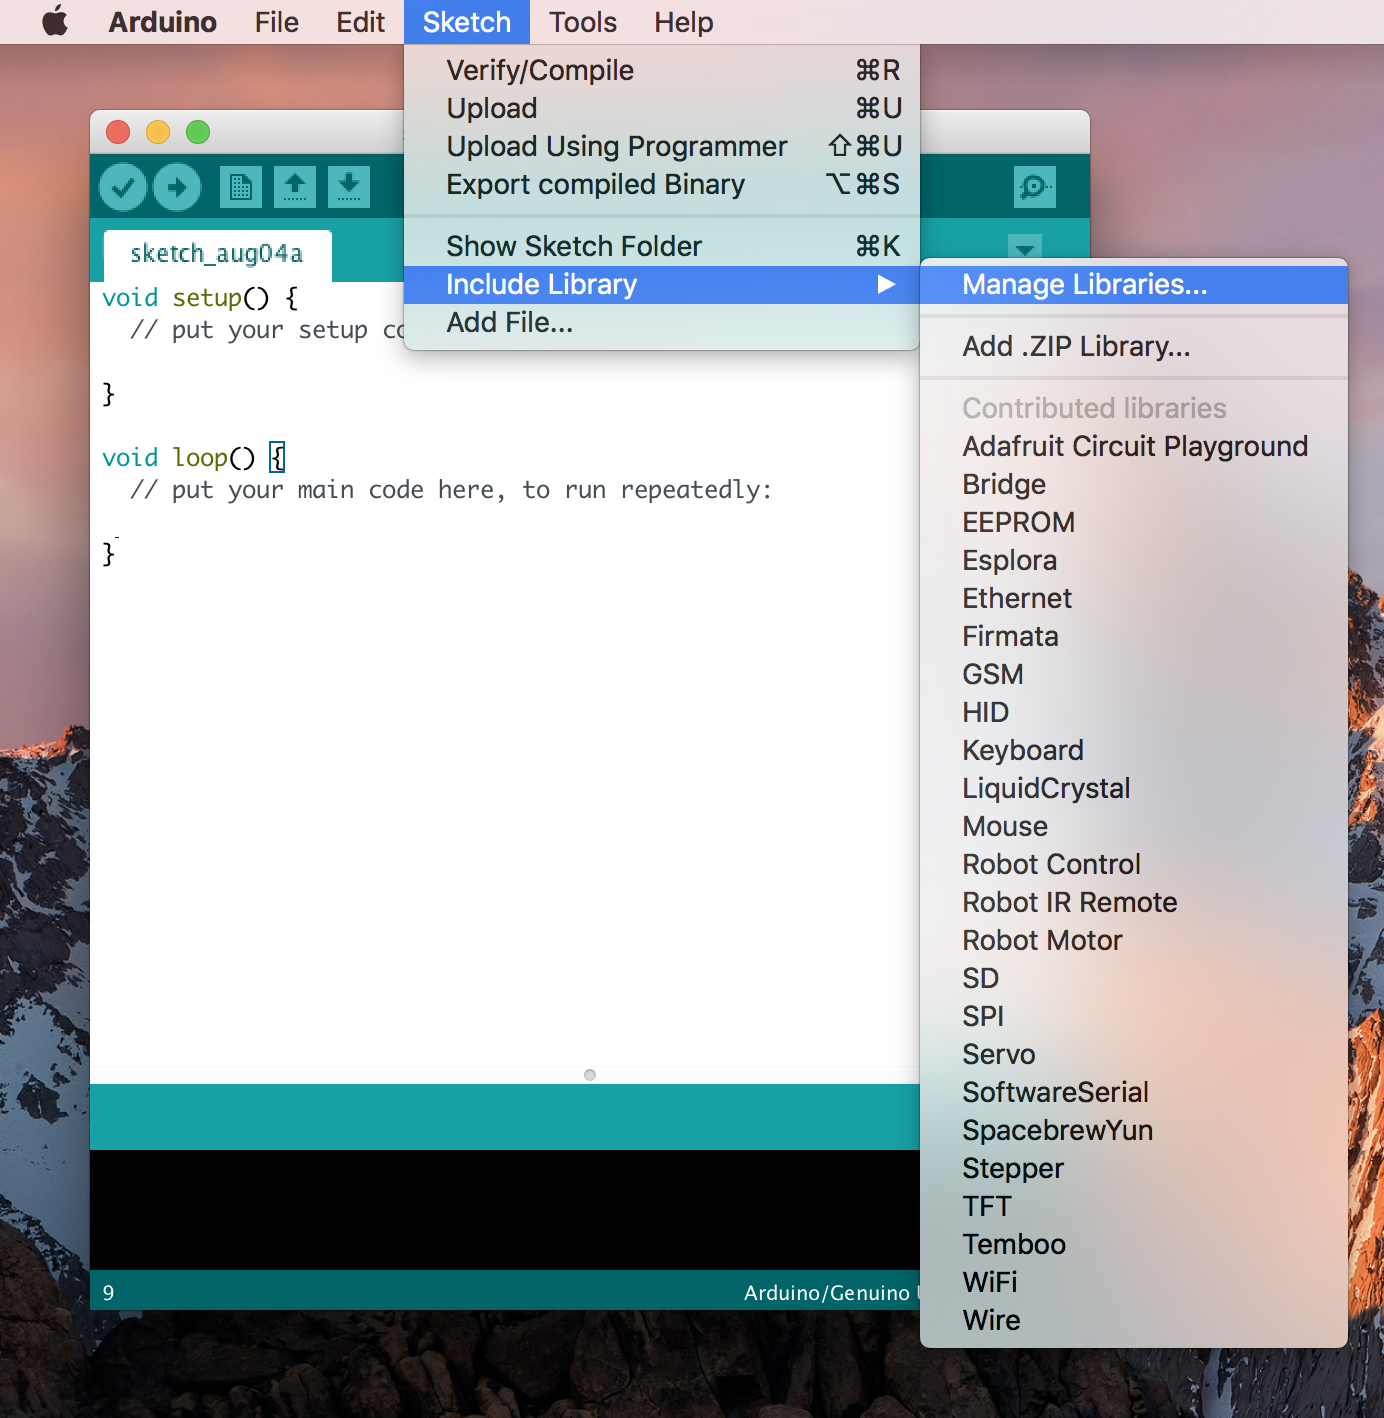 Arduino File Edit Sketch Tools Help
Verify/Compile ⌘R
Upload ⌘U
Upload Using Programmer ⇧⌘U
Export compiled Binary ⌥⌘S
Show Sketch Folder ⌘K
Include Library ▶
Add File...
Manage Libraries...
Add .ZIP Library...
Contributed libraries
Adafruit Circuit Playground
Bridge
EEPROM
Esplora
Ethernet
Firmata
GSM
HID
Keyboard
LiquidCrystal
Mouse
Robot Control
Robot IR Remote
Robot Motor
SD
SPI
Servo
SoftwareSerial
SpacebrewYun
Stepper
TFT
Temboo
WiFi
Wire
sketch_aug04a
void setup() {
// put your setup
}
void loop() {
// put your main code here, to run repeatedly:
}
9
Arduino/Genuino